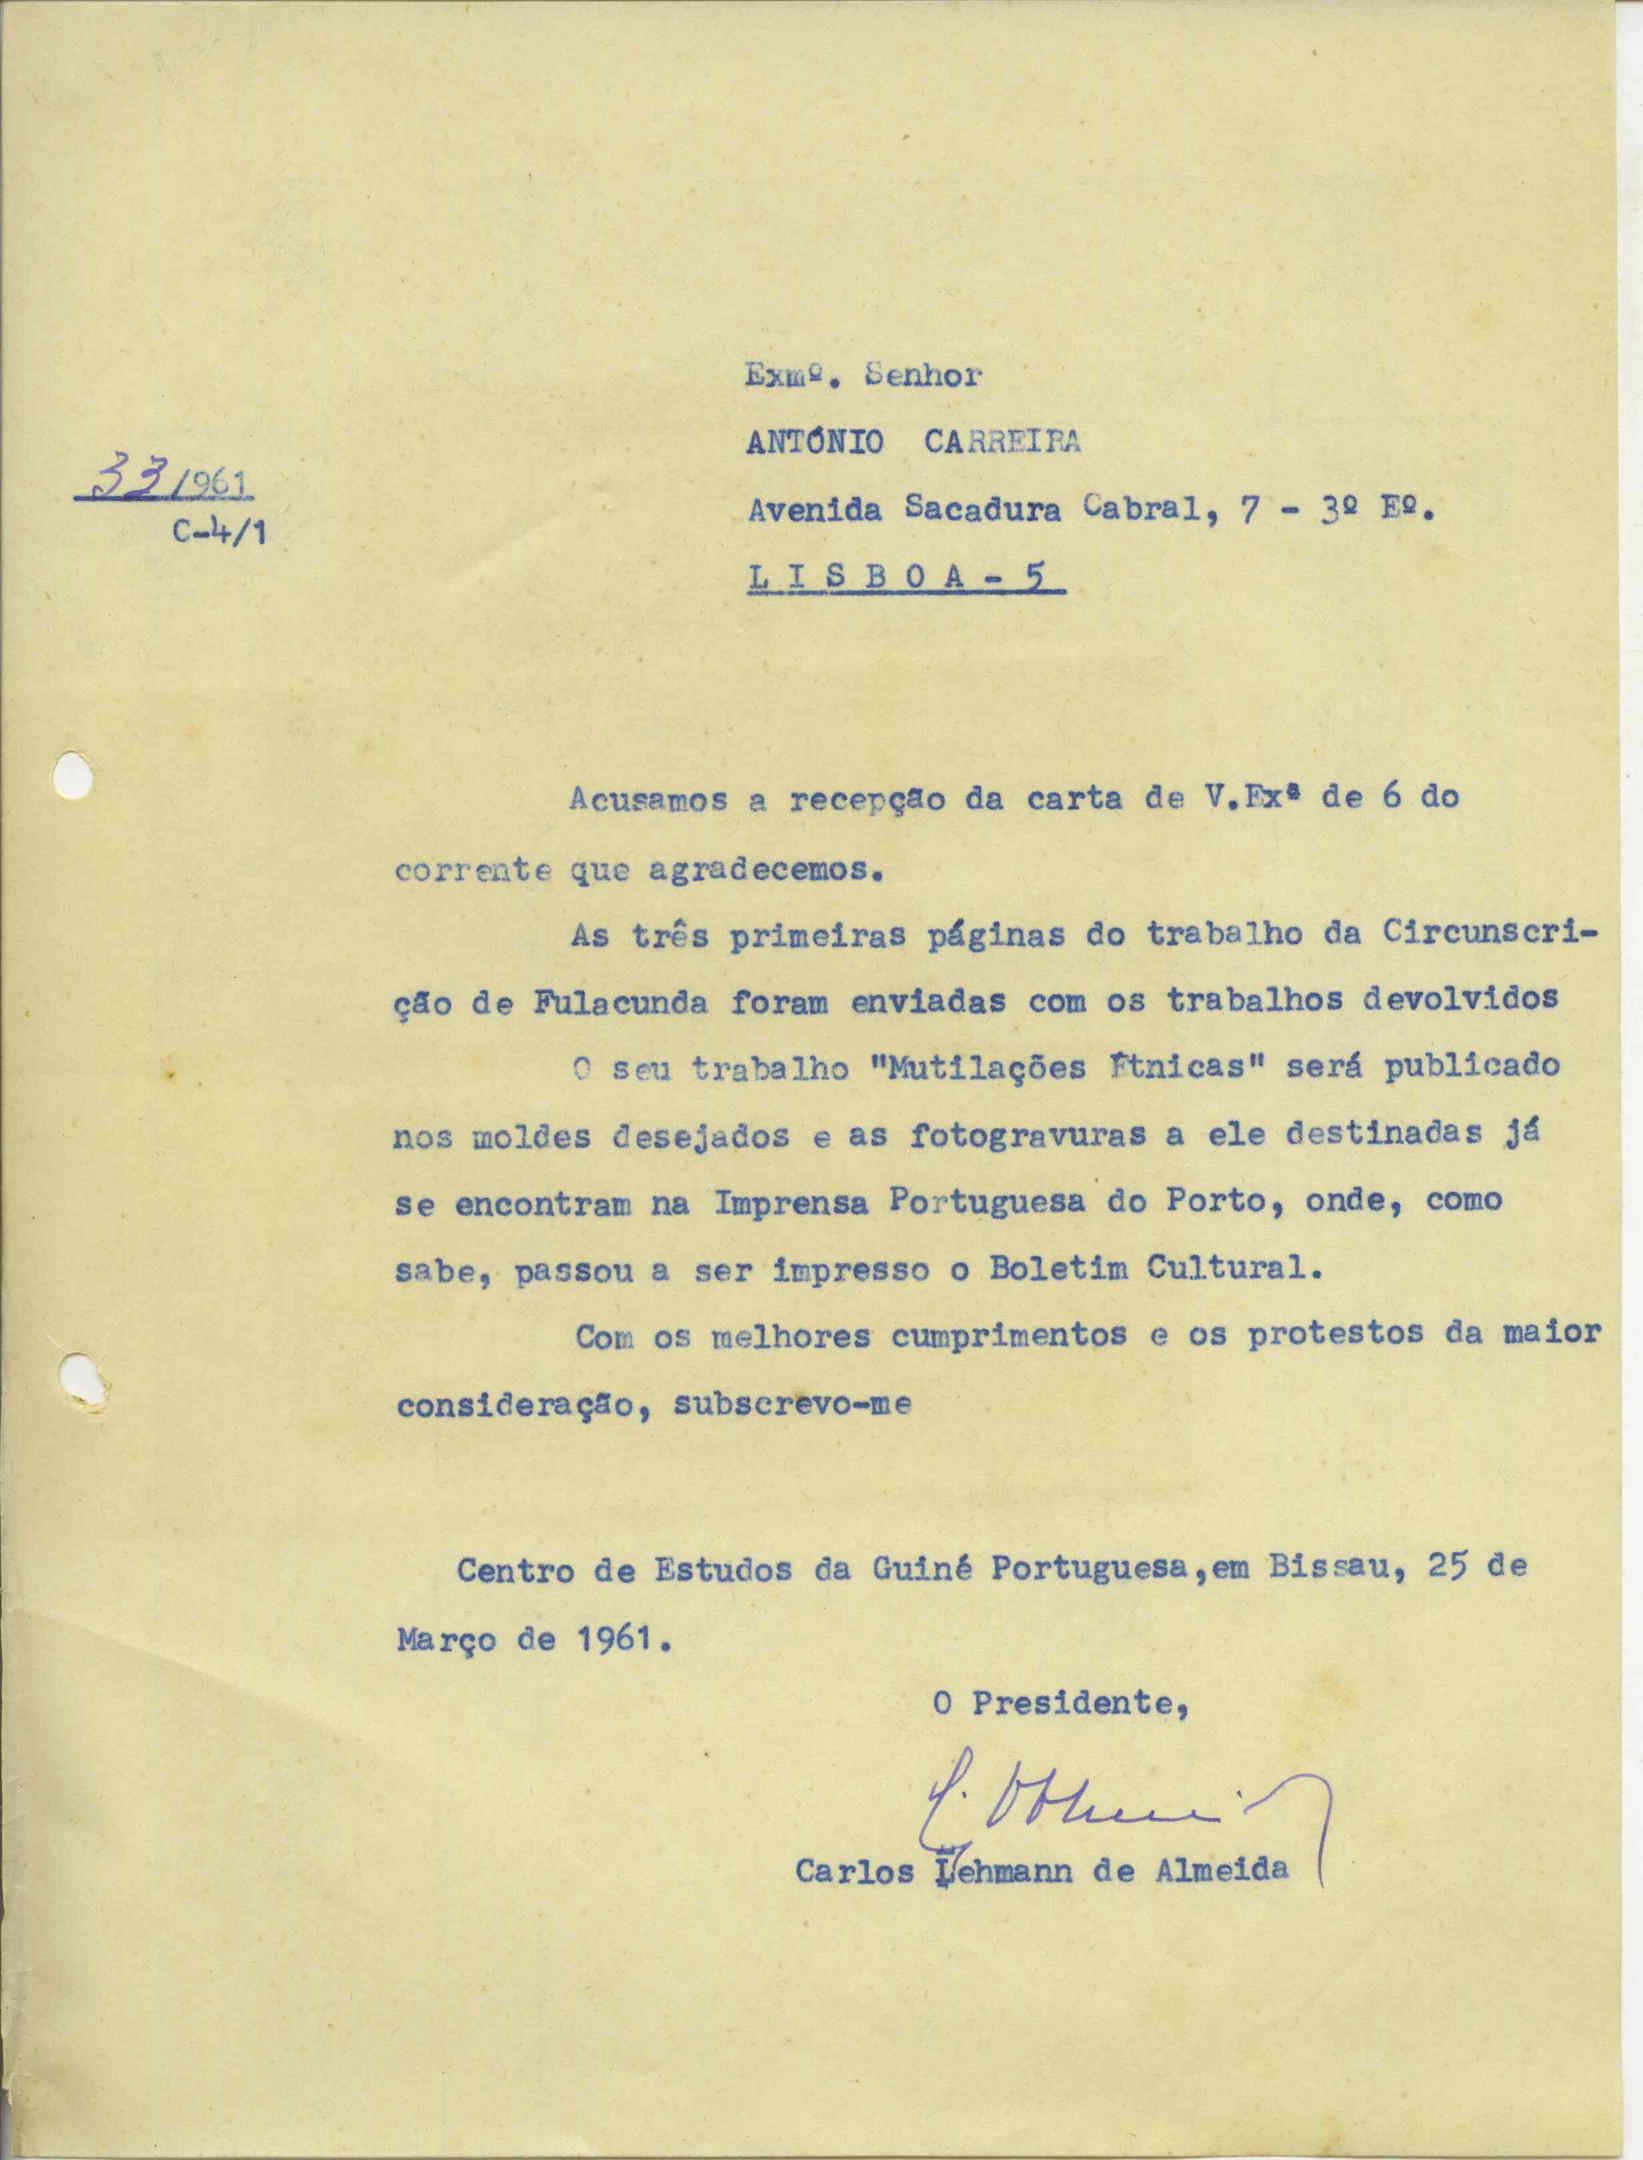 Exmº. Senhor
ANTÓNIO CARREIRA
33/961
Avenida Sacadura Cabral, 7 - 3º Eº.
C-4/1
L I S B O A - 5
Acusamos a recepção da carta de V.Exª de 6 do
corrente que agradecemos.
As três primeiras páginas do trabalho da Circunscri-
ção de Fulacunda foram enviadas com os trabalhos devolvidos
O seu trabalho "Mutilações Étnicas" será publicado
nos moldes desejados e as fotogravuras a ele destinadas já
se encontram na Imprensa Portuguesa do Porto, onde, como
sabe, passou a ser impresso o Boletim Cultural.
Com os melhores cumprimentos e os protestos da maior
consideração, subscrevo-me
Centro de Estudos da Guiné Portuguesa,em Bissau, 25 de
Março de 1961.
O Presidente,
Carlos Lehmann de Almeida